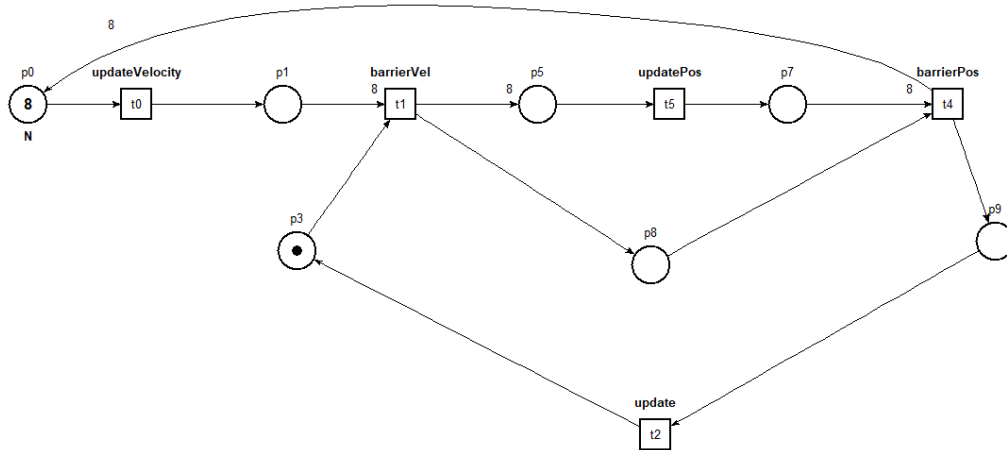 8
p0
updateVelocity
p1
barrierVel
p5
updatePos
p7
barrierPos
8
t0
8
t1
8
t5
8
t4
N
p3
p8
p9
update
t2